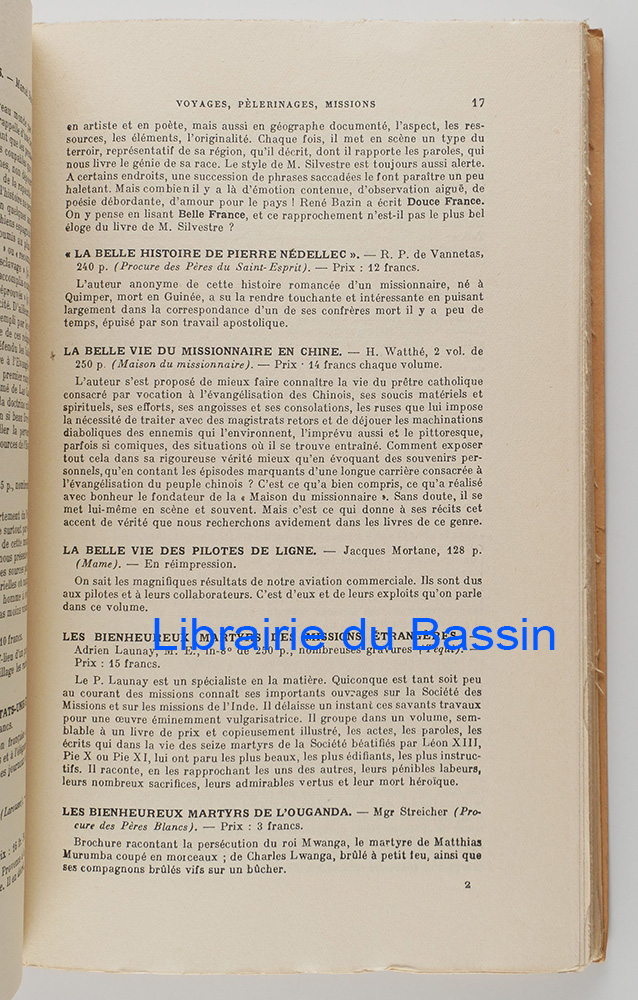 VOYAGES, PÈLERINAGES, MISSIONS 17
en artiste et en poète, mais aussi en géographe documenté, l'aspect, les res-
sources, les éléments, l'originalité. Chaque fois, il met en scène un type du
terroir, représentatif de sa région, qu'il décrit, dont il rapporte les paroles, qui
nous livre le génie de sa race. Le style de M. Silvestre est toujours aussi alerte.
A certains endroits, une succession de phrases saccadées le font paraître un peu
haletant. Mais combien il y a là d'émotion contenue, d'observation aiguë, de
poésie débordante, d'amour pour le pays ! René Bazin a écrit Douce France.
On y pense en lisant Belle France, et ce rapprochement n'est-il pas le plus bel
éloge du livre de M. Silvestre ?
« LA BELLE HISTOIRE DE PIERRE NÉDELLEC ». — R. P. de Vannetas,
240 p. (Procure des Pères du Saint-Esprit). — Prix : 12 francs.
L'auteur anonyme de cette histoire romancée d'un missionnaire, né à
Quimper, mort en Guinée, a su la rendre touchante et intéressante en puisant
largement dans la correspondance d'un de ses confrères mort il y a peu de
temps, épuisé par son travail apostolique.
LA BELLE VIE DU MISSIONNAIRE EN CHINE. — H. Watthé, 2 vol. de
250 p. (Maison du missionnaire). — Prix · 14 francs chaque volume.
L'auteur s'est proposé de mieux faire connaître la vie du prêtre catholique
consacré par vocation à l'évangélisation des Chinois, ses soucis matériels et
spirituels, ses efforts, ses angoisses et ses consolations, les ruses que lui impose
la nécessité de traiter avec des magistrats retors et de déjouer les machinations
diaboliques des ennemis qui l'environnent, l'imprévu aussi et le pittoresque,
parfois si comiques, des situations où il se trouve entraîné. Comment exposer
tout cela dans sa rigoureuse vérité mieux qu'en évoquant des souvenirs per-
sonnels, qu'en contant les épisodes marquants d'une longue carrière consacrée à
l'évangélisation du peuple chinois ? C'est ce qu'a bien compris, ce qu'a réalisé
avec bonheur le fondateur de la « Maison du missionnaire ». Sans doute, il se
met lui-même en scène et souvent. Mais c'est ce qui donne à ses récits cet
accent de vérité que nous recherchons avidement dans les livres de ce genre.
LA BELLE VIE DES PILOTES DE LIGNE. — Jacques Mortane, 128 p.
(Mame). — En réimpression.
On sait les magnifiques résultats de notre aviation commerciale. Ils sont dus
aux pilotes et à leurs collaborateurs. C'est d'eux et de leurs exploits qu'on parle
dans ce volume.
Librairie du Bassin
LES BIENHEUREUX MARTYRS DES MISSIONS ÉTRANGÈRES. —
Adrien Launay, M. E., in-8° de 250 p., nombreuses gravures (Téqui). —
Prix : 15 francs.
Le P. Launay est un spécialiste en la matière. Quiconque est tant soit peu
au courant des missions connaît ses importants ouvrages sur la Société des
Missions et sur les missions de l'Inde. Il délaisse un instant ces savants travaux
pour une œuvre éminemment vulgarisatrice. Il groupe dans un volume, sem-
blable à un livre de prix et copieusement illustré, les actes, les paroles, les
écrits qui dans la vie des seize martyrs de la Société béatifiés par Léon XIII,
Pie X ou Pie XI, lui ont paru les plus beaux, les plus édifiants, les plus instruc-
tifs. Il raconte, en les rapprochant les uns des autres, leurs pénibles labeurs,
leurs nombreux sacrifices, leurs admirables vertus et leur mort héroïque.
LES BIENHEUREUX MARTYRS DE L'OUGANDA. — Mgr Streicher (Pro-
cure des Pères Blancs). — Prix : 3 francs.
Brochure racontant la persécution du roi Mwanga, le martyre de Matthias
Murumba coupé en morceaux ; de Charles Lwanga, brûlé à petit feu, ainsi que
ses compagnons brûlés vifs sur un bûcher.
2